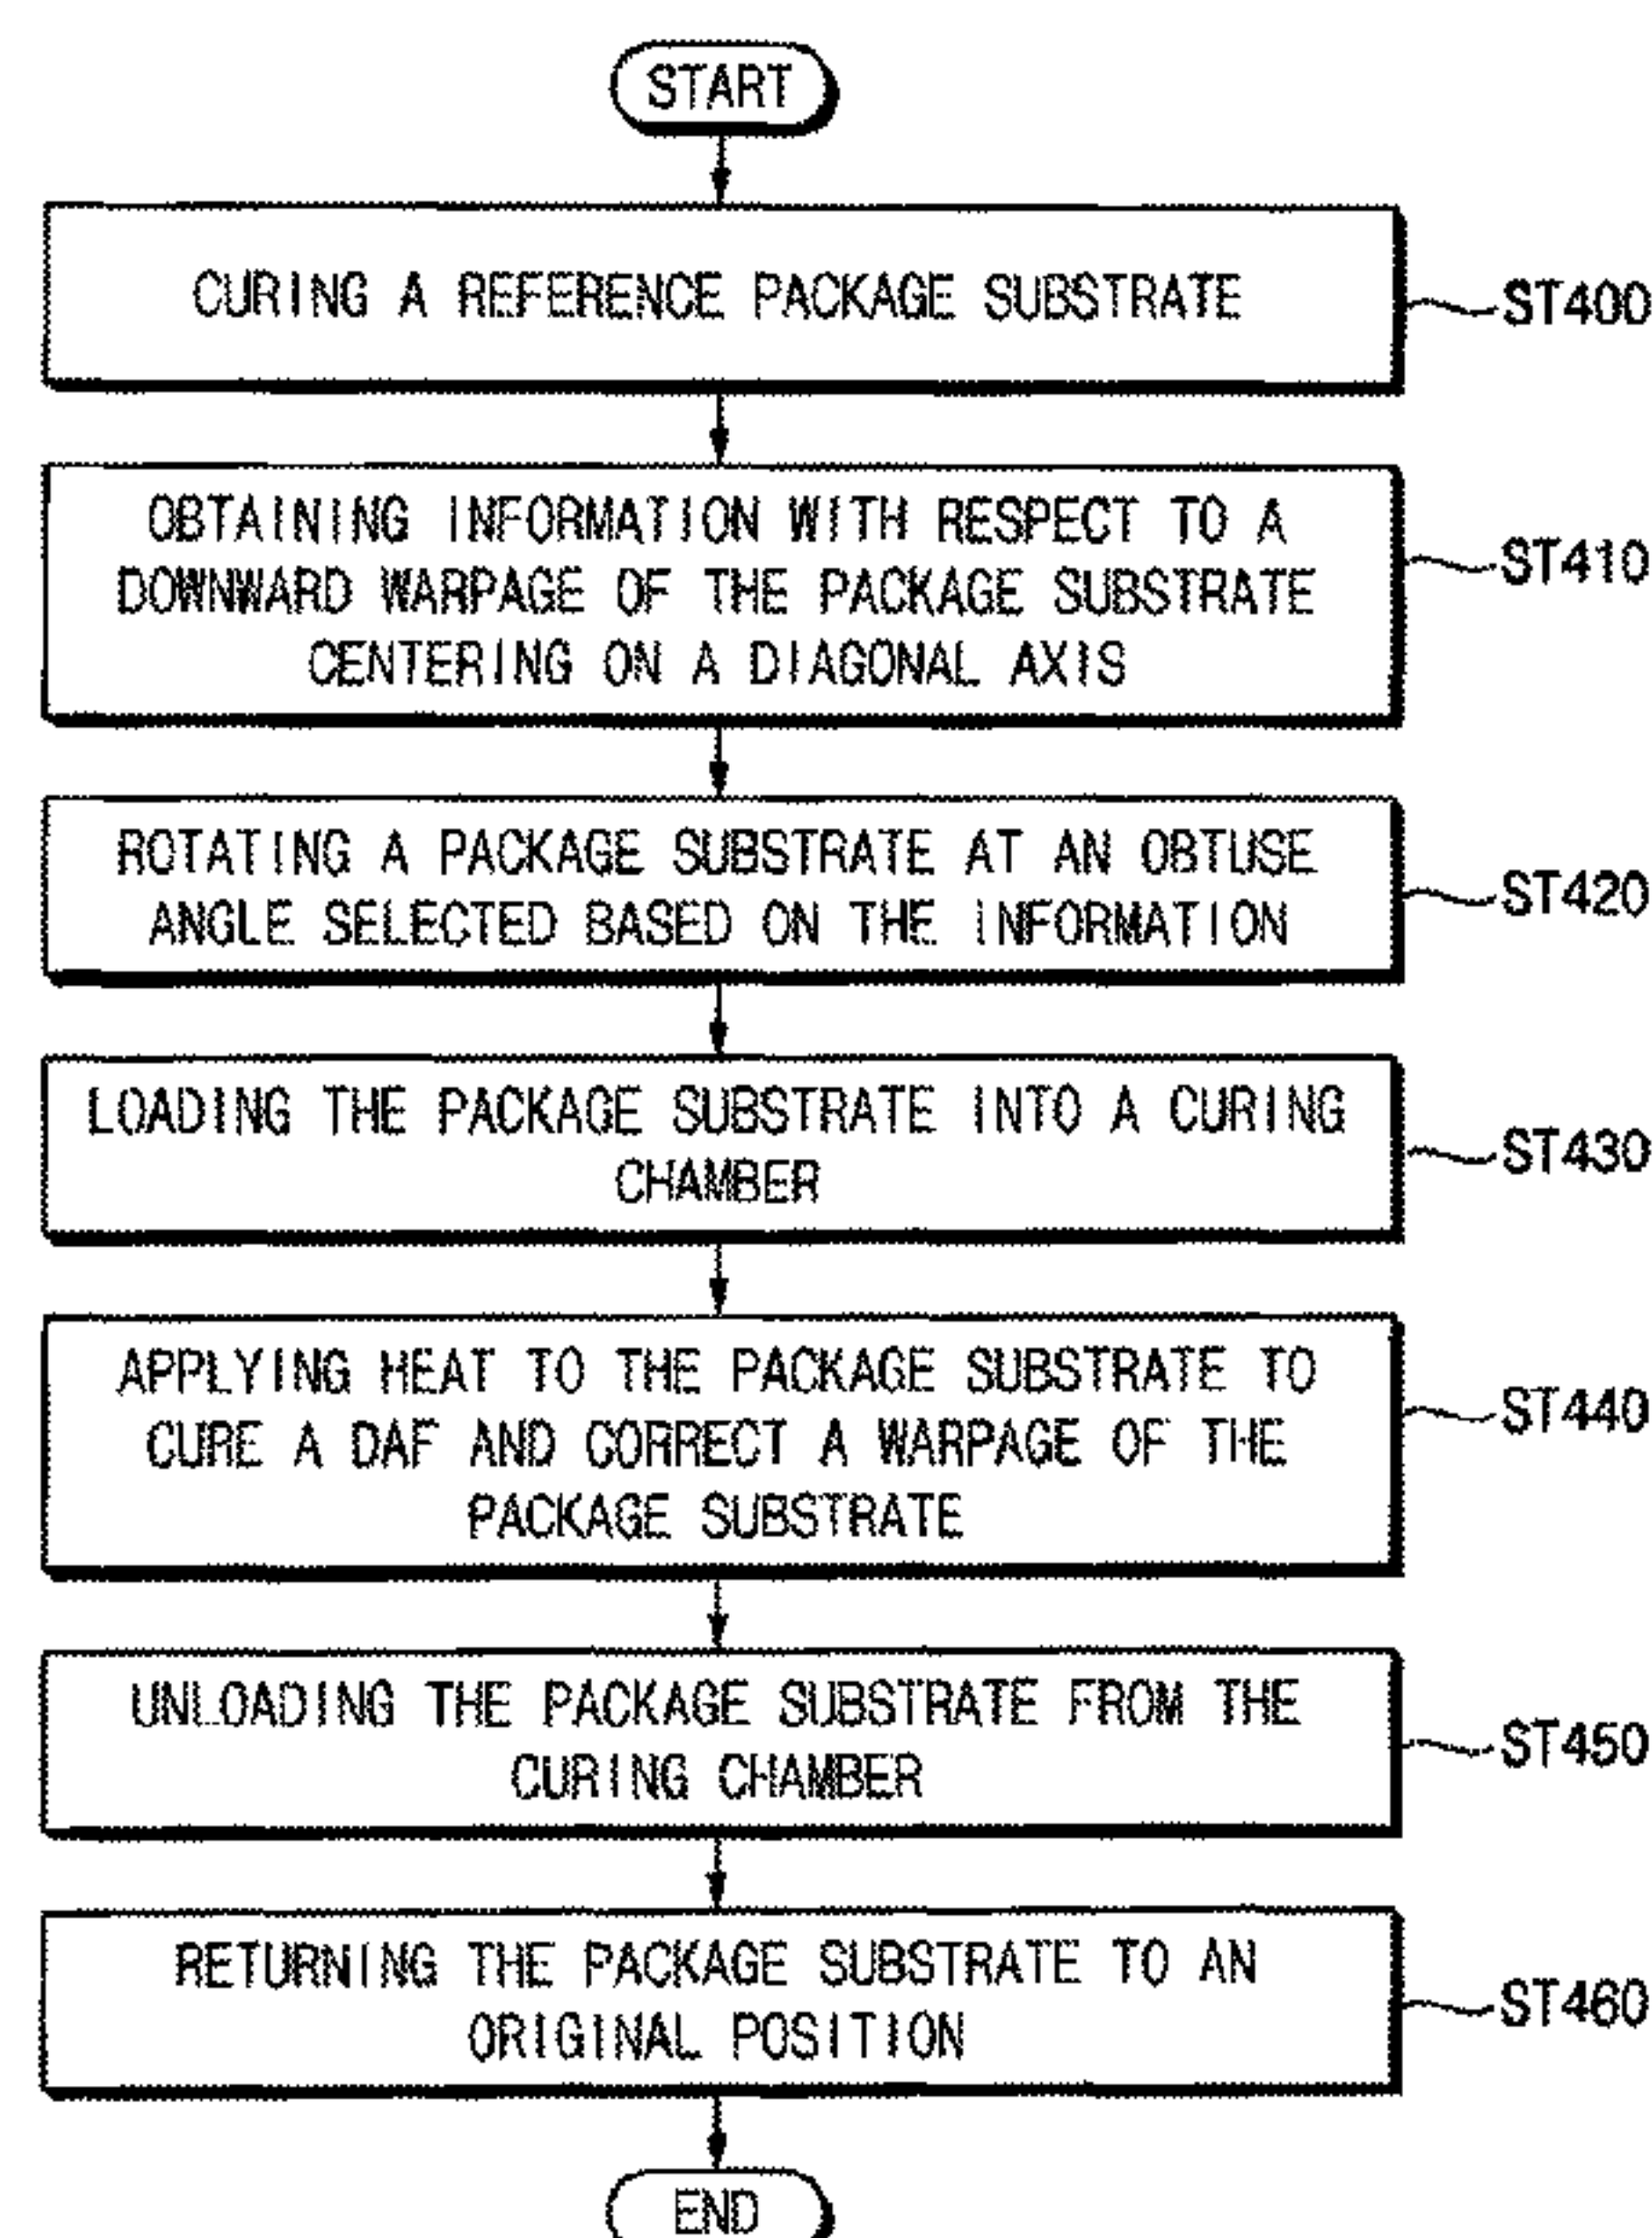 START
CURING A REFERENCE PACKAGE SUBSTRATE
ST400
OBTAINING INFORMATION WITH RESPECT TO A
DOWNWARD WARPAGE OF THE PACKAGE SUBSTRATE
CENTERING ON A DIAGONAL AXIS
ST410
ROTATING A PACKAGE SUBSTRATE AT AN OBTUSE
ANGLE SELECTED BASED ON THE INFORMATION
ST420
LOADING THE PACKAGE SUBSTRATE INTO A CURING
CHAMBER
ST430
APPLYING HEAT TO THE PACKAGE SUBSTRATE TO
CURE A DAF AND CORRECT A WARPAGE OF THE
PACKAGE SUBSTRATE
ST440
UNLOADING THE PACKAGE SUBSTRATE FROM THE
CURING CHAMBER
ST450
RETURNING THE PACKAGE SUBSTRATE TO AN
ORIGINAL POSITION
ST460
END